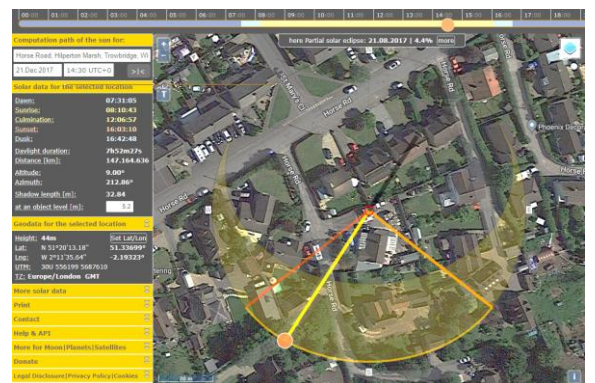 00:00 01:00 02:00 03:00 04:00 05:00 06:00 07:00 08:00 09:00 10:00 11:00 12:00 13:00 14:00 15:00 16:00 17:00 18:00
Computation path of the sun for:
Horse Road, Hilperton Marsh, Trowbridge, Wi
21 Dec 2017 14:30 UTC+0 >|<
Solar data for the selected location
Dawn: 07:31:05
Sunrise: 08:10:43
Culmination: 12:06:57
Sunset: 16:03:10
Dusk: 16:42:48
Daylight duration: 7h52m27s
Distance [km]: 147.164.636
Altitude: 9.00°
Azimuth: 212.86°
Shadow length [m]: 32.84
at an object level [m]: 5.2
Geodata for the selected location
Height: 44m Set Lat/Lon
Lat: N 51°20'13.18" 51.33699°
Lng: W 2°11'35.64" -2.19323°
UTM: 30U 556199 5687618
TZ: Europe/London GMT
More solar data
Print
Contact
Help & API
More for Moon|Planets|Satellites
Donate
Legal Disclosure|Privacy Policy|Cookies
+
-
T
here Partial solar eclipse: 21.08.2017 | 4.4% more
St Mary's Cl
Horse Rd
Horse Rd
Horse Rd
Horse Rd
Horse Rd
Horse Rd
Phoenix Decora
tering
i